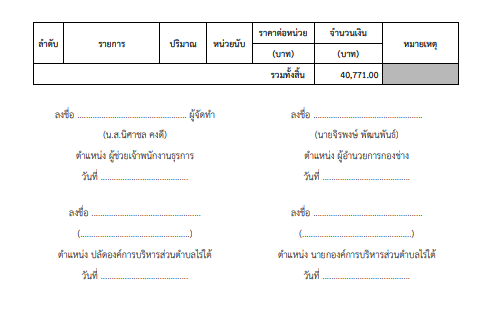 ลำดับ รายการ ปริมาณ หน่วยนับ ราคาต่อหน่วย จำนวนเงิน หมายเหตุ
(บาท) (บาท)
รวมทั้งสิ้น 40,771.00
ลงชื่อ .................................................. ผู้จัดทำ ลงชื่อ ..................................................
(น.ส.นิศาชล คงดี) (นายจิรพงษ์ พัฒนพันธ์)
ตำแหน่ง ผู้ช่วยเจ้าพนักงานธุรการ ตำแหน่ง ผู้อำนวยการกองช่าง
วันที่ ........................................ วันที่ ........................................
ลงชื่อ .................................................. ลงชื่อ ..................................................
(..................................................) (..................................................)
ตำแหน่ง ปลัดองค์การบริหารส่วนตำบลไร่ใต้ ตำแหน่ง นายกองค์การบริหารส่วนตำบลไร่ใต้
วันที่ ........................................ วันที่ ........................................